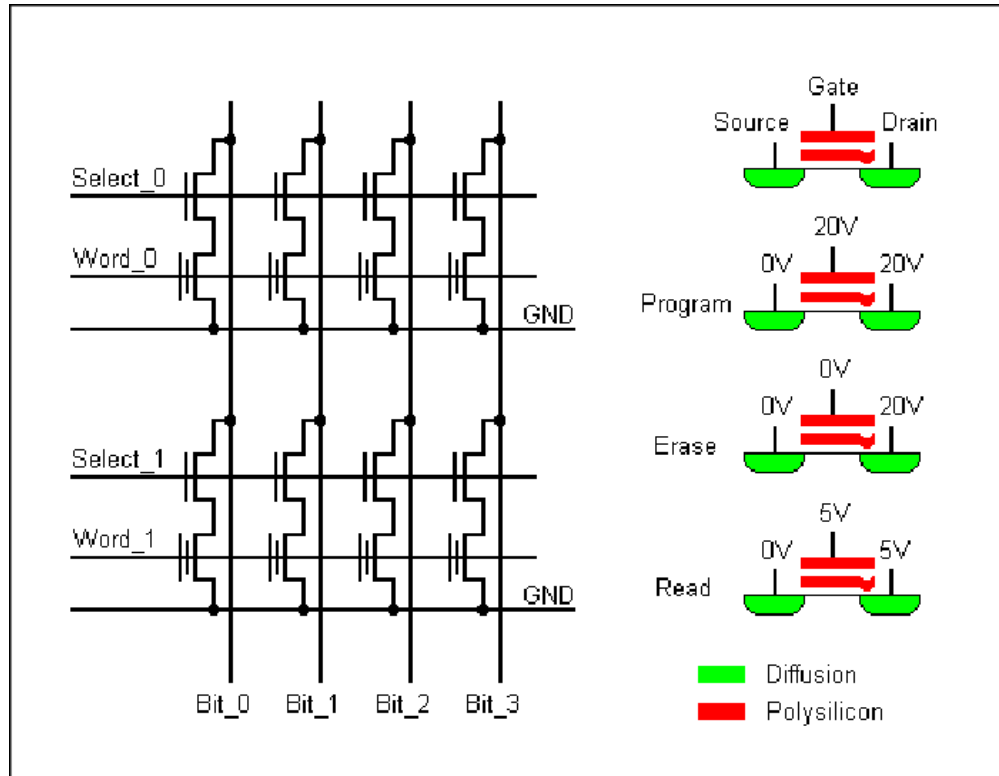 Select_0
Word_0
GND
Select_1
Word_1
GND
Bit_0 Bit_1 Bit_2 Bit_3
Gate
Source Drain
20V
0V 20V
Program
0V
0V 20V
Erase
5V
0V 5V
Read
Diffusion
Polysilicon